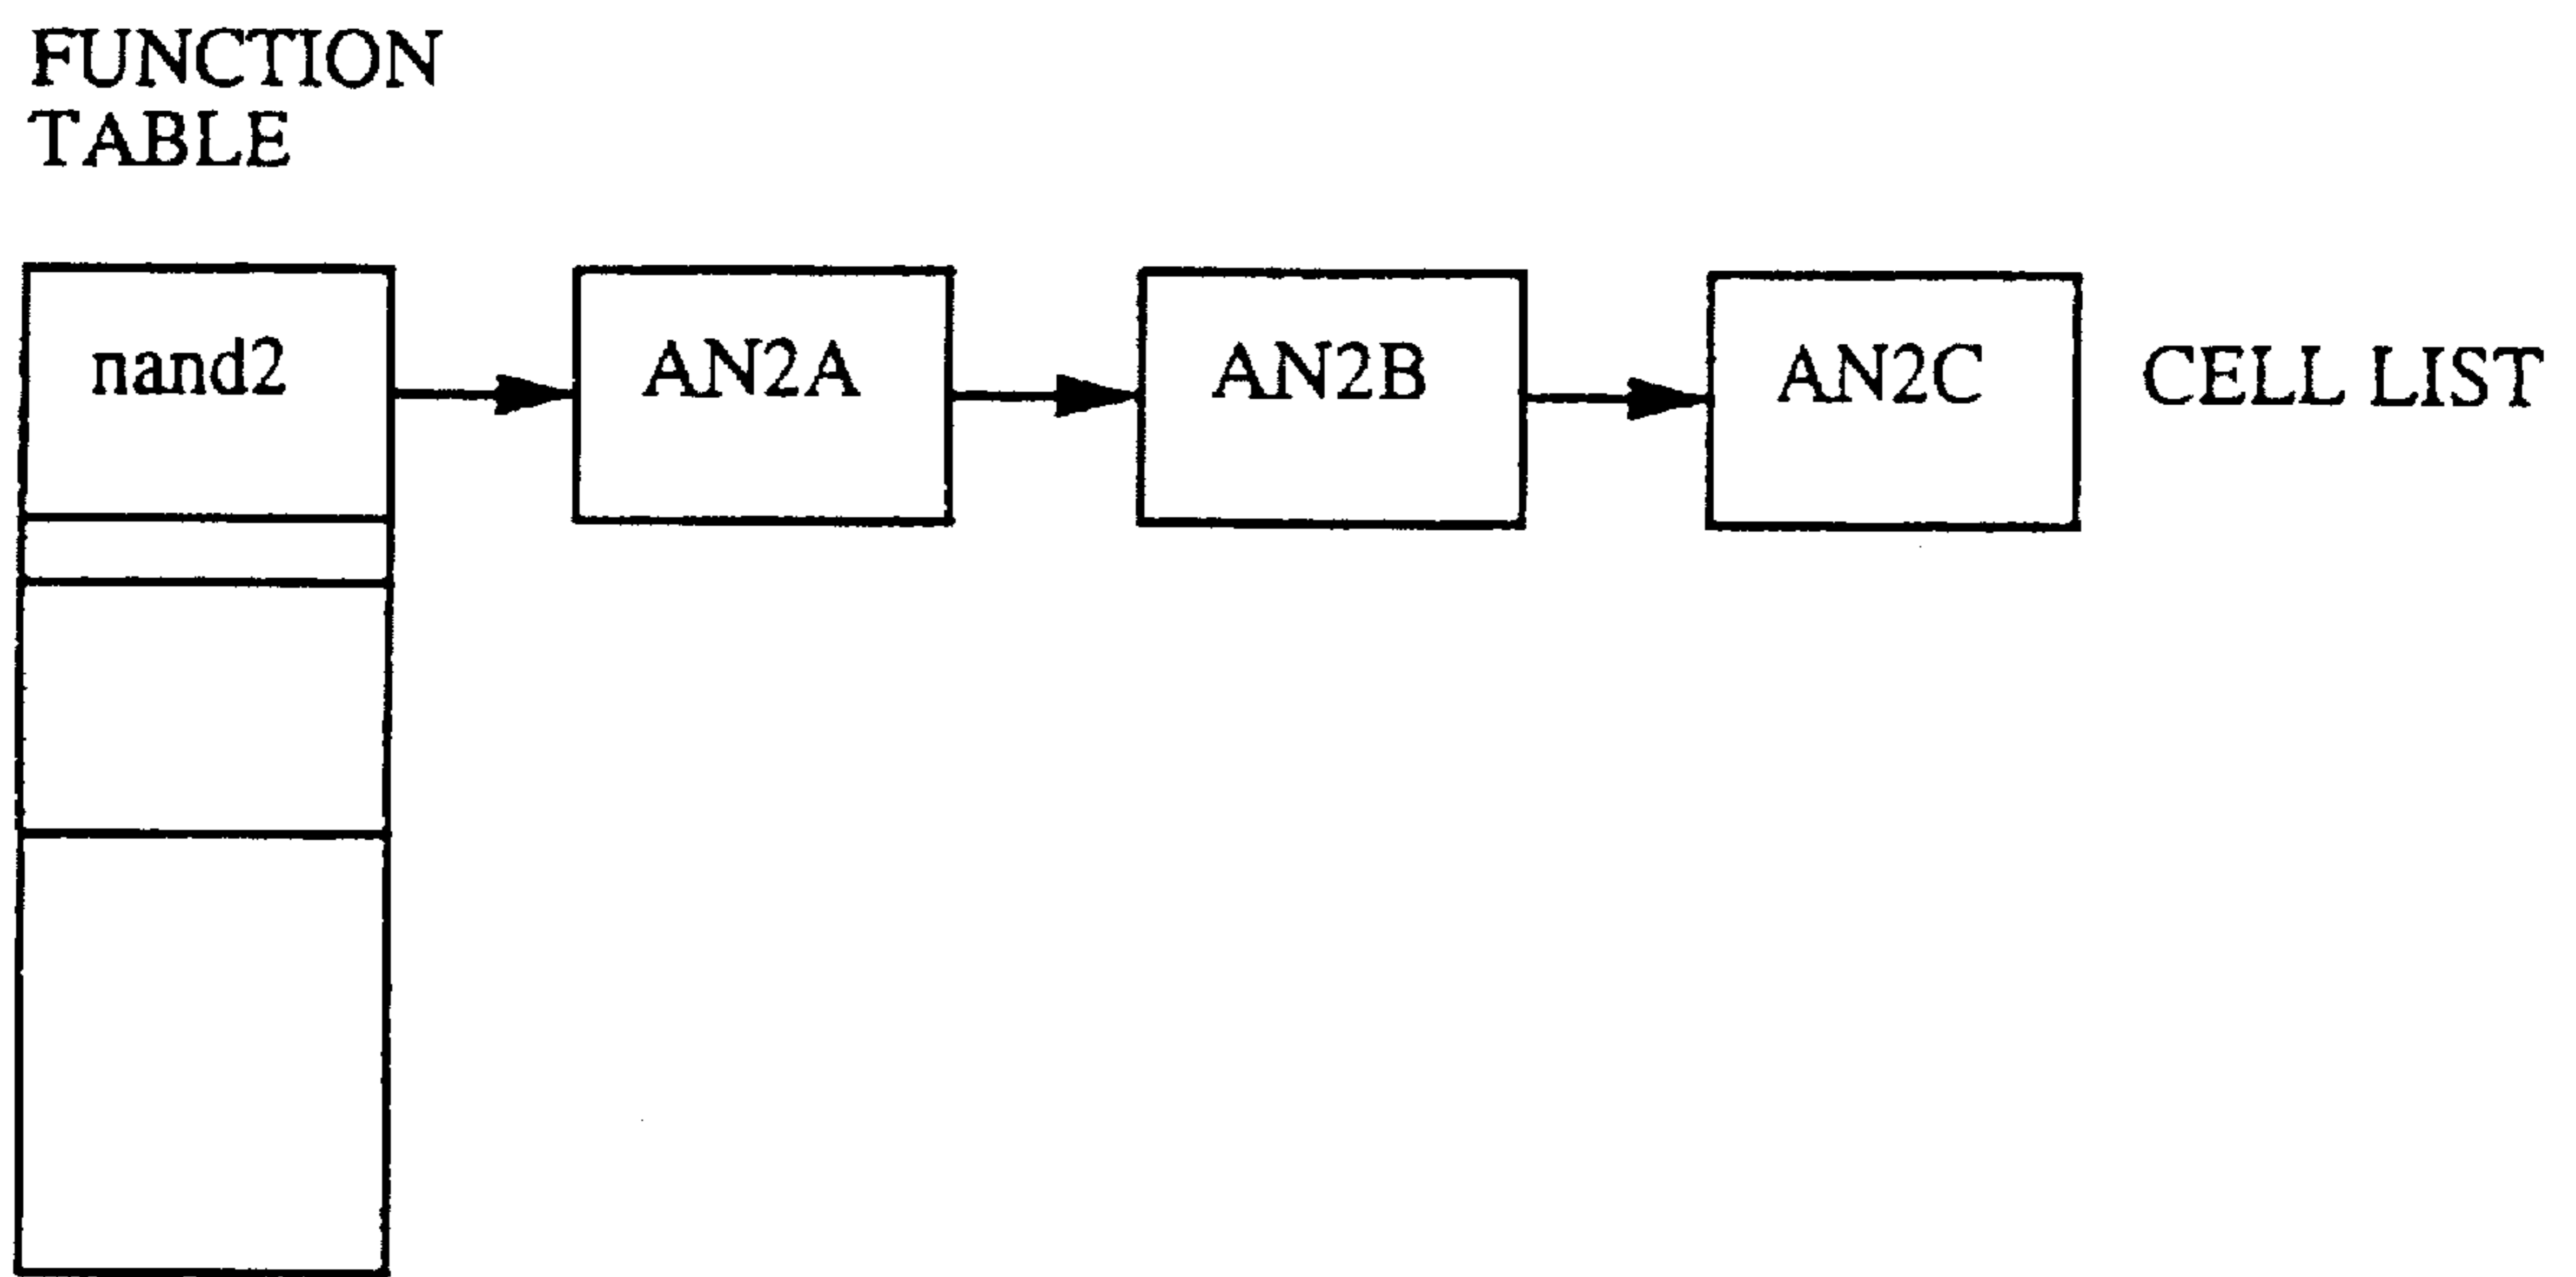 FUNCTION
TABLE
nand2
AN2A
AN2B
AN2C
CELL LIST